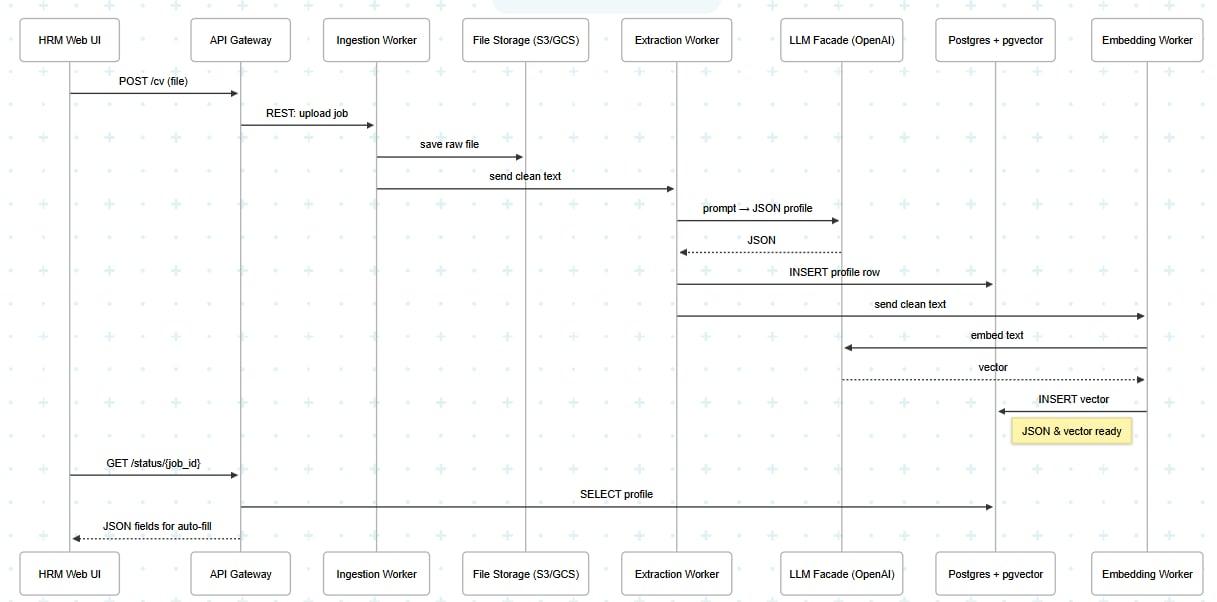 HRM Web UI
API Gateway
Ingestion Worker
File Storage (S3/GCS)
Extraction Worker
LLM Facade (OpenAI)
Postgres + pgvector
Embedding Worker
POST /cv (file)
REST: upload job
save raw file
send clean text
prompt → JSON profile
JSON
INSERT profile row
send clean text
embed text
vector
INSERT vector
JSON & vector ready
GET /status/{job_id}
SELECT profile
JSON fields for auto-fill
HRM Web UI
API Gateway
Ingestion Worker
File Storage (S3/GCS)
Extraction Worker
LLM Facade (OpenAI)
Postgres + pgvector
Embedding Worker